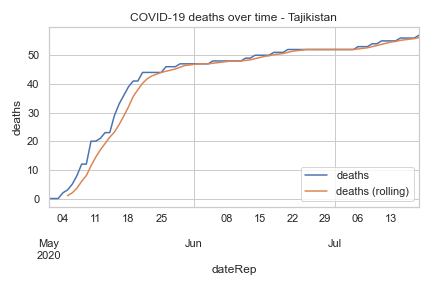 COVID-19 deaths over time - Tajikistan
deaths
50
40
30
20
10
0
deaths
deaths (rolling)
04 11 18 25 08 15 22 29 06 13
May Jun Jul
2020
dateRep